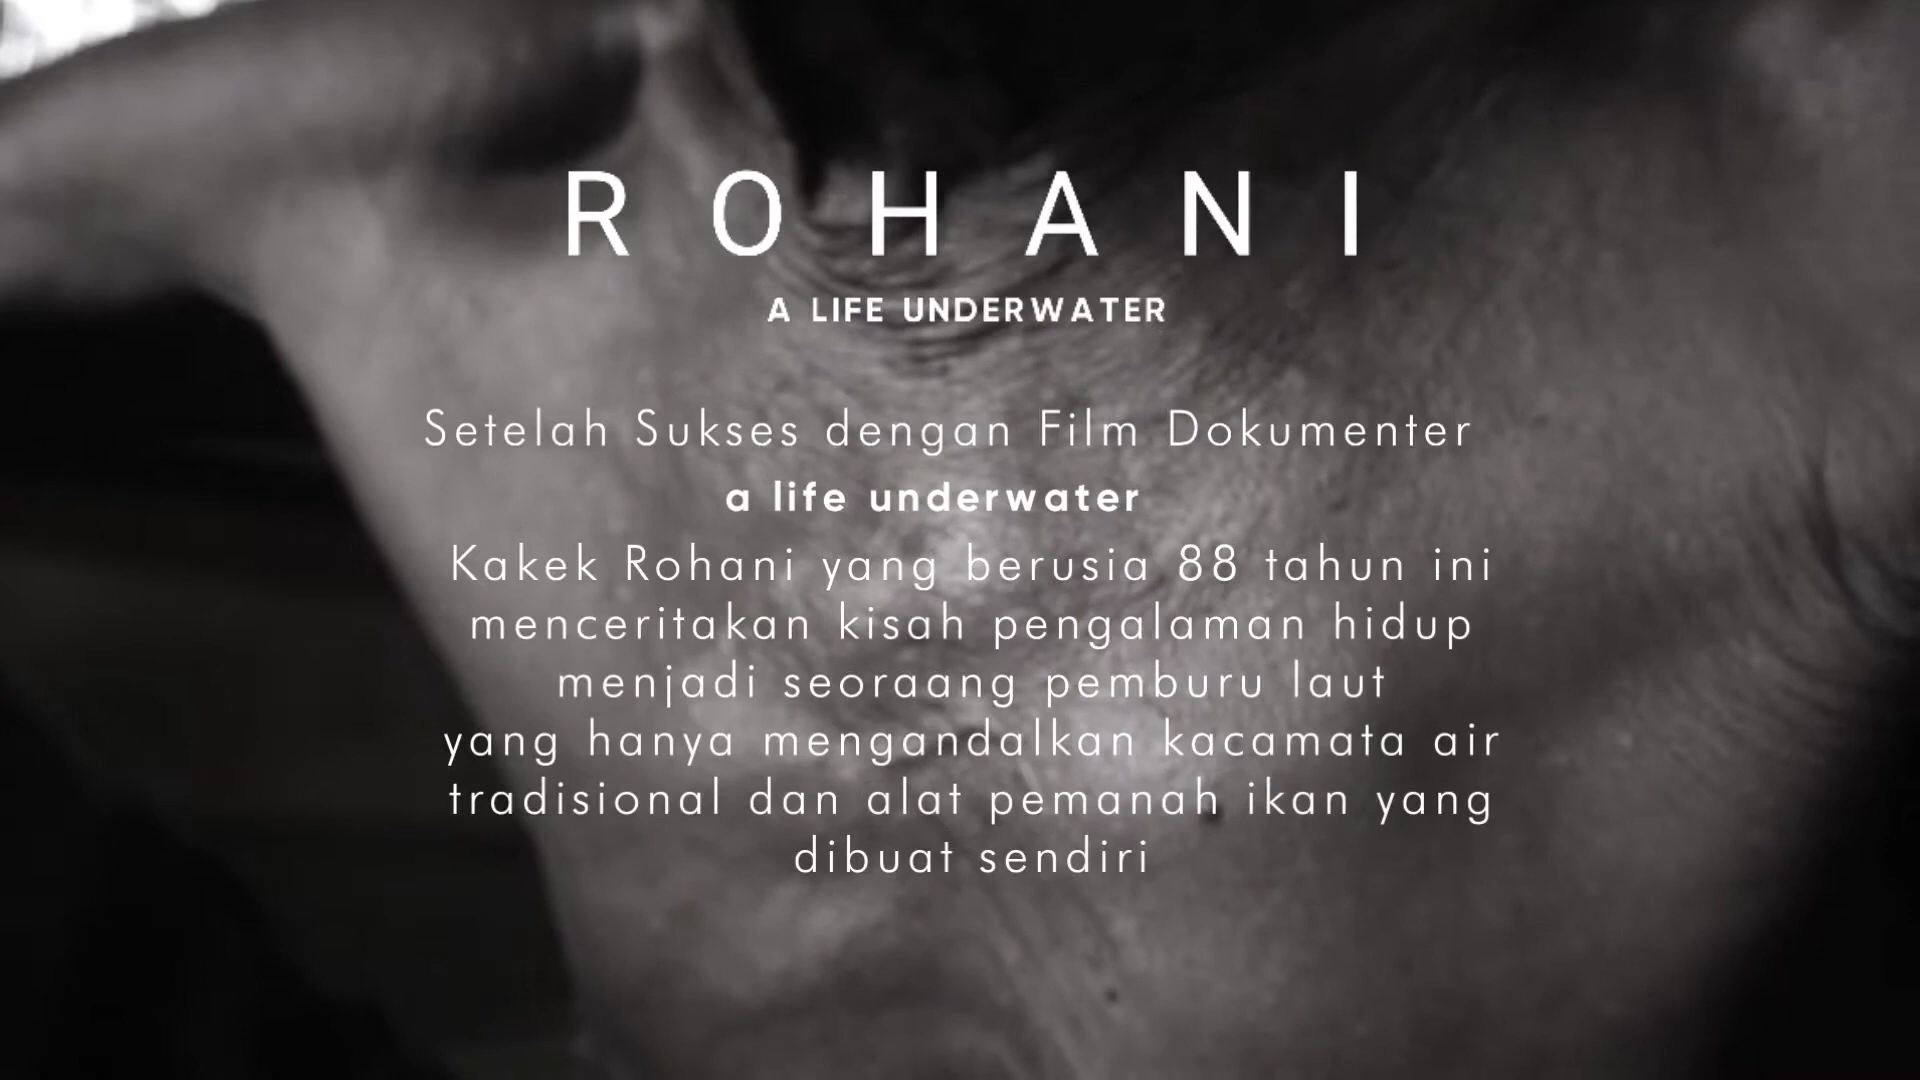 ROHANI
A LIFE UNDERWATER
Setelah Sukses dengan Film Dokumenter
a life underwater
Kakek Rohani yang berusia 88 tahun ini
menceritakan kisah pengalaman hidup
menjadi seoraang pemburu laut
yang hanya mengandalkan kacamata air
tradisional dan alat pemanah ikan yang
dibuat sendiri